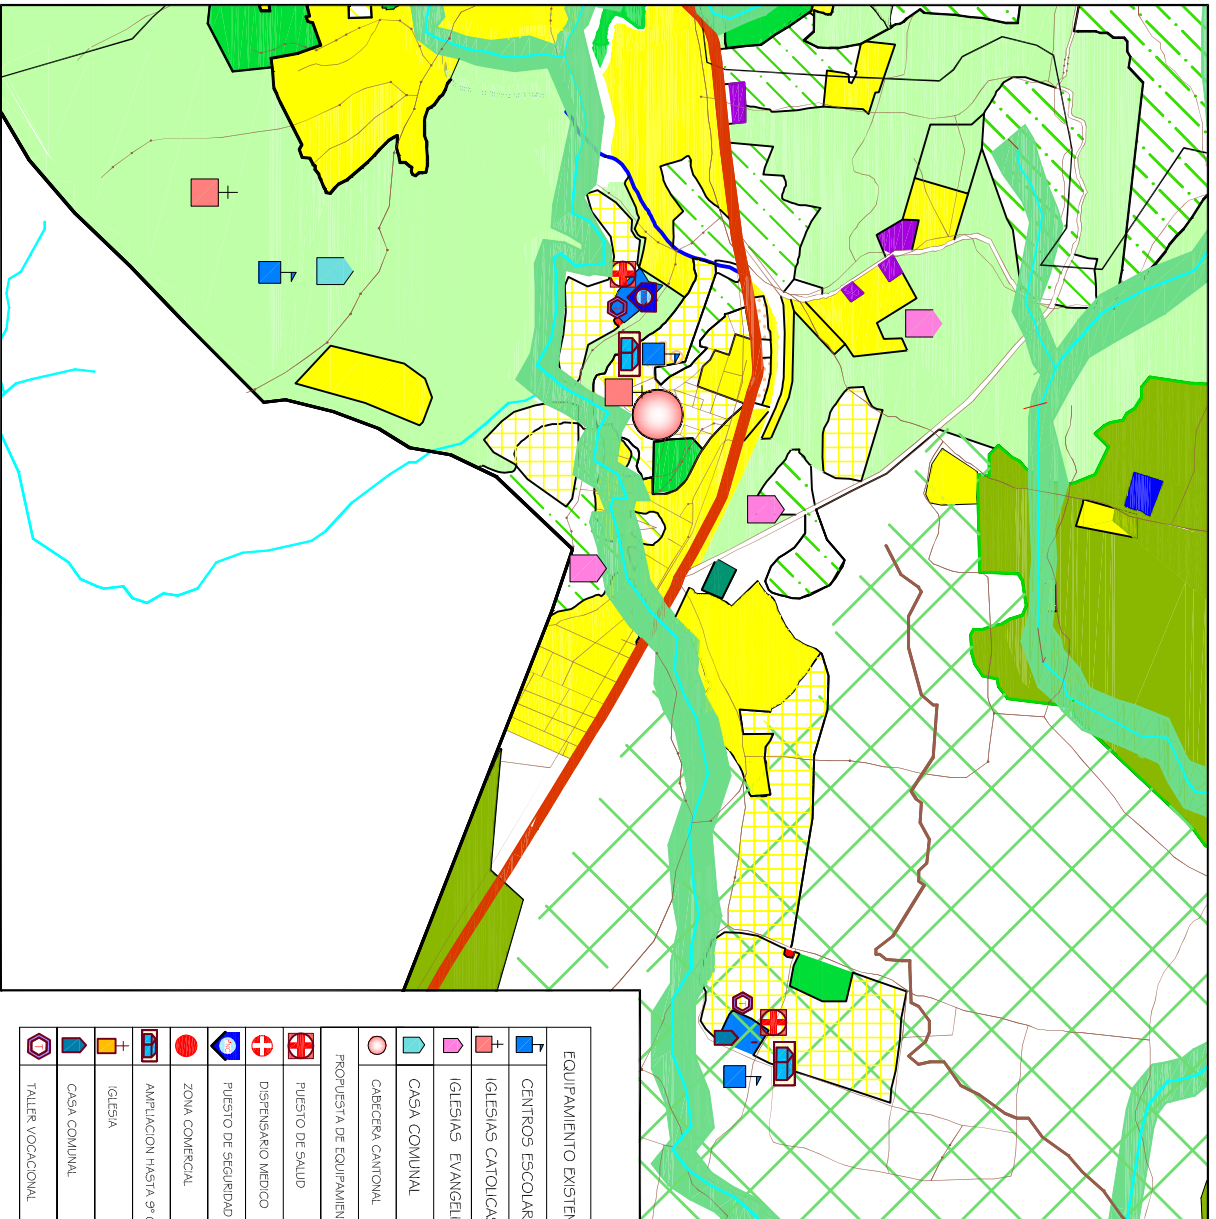 EQUIPAMIENTO EXISTEN
CENTROS ESCOLAR
IGLESIAS CATOLICAS
IGLESIAS EVANGELI
CASA COMUNAL
CABECERA CANTONAL
PROPUESTA DE EQUIPAMIEN
PUESTO DE SALUD
DISPENSARIO MEDICO
PUESTO DE SEGURIDAD
ZONA COMERCIAL
AMPLIACION HASTA 9°
IGLESIA
CASA COMUNAL
TALLER VOCACIONAL